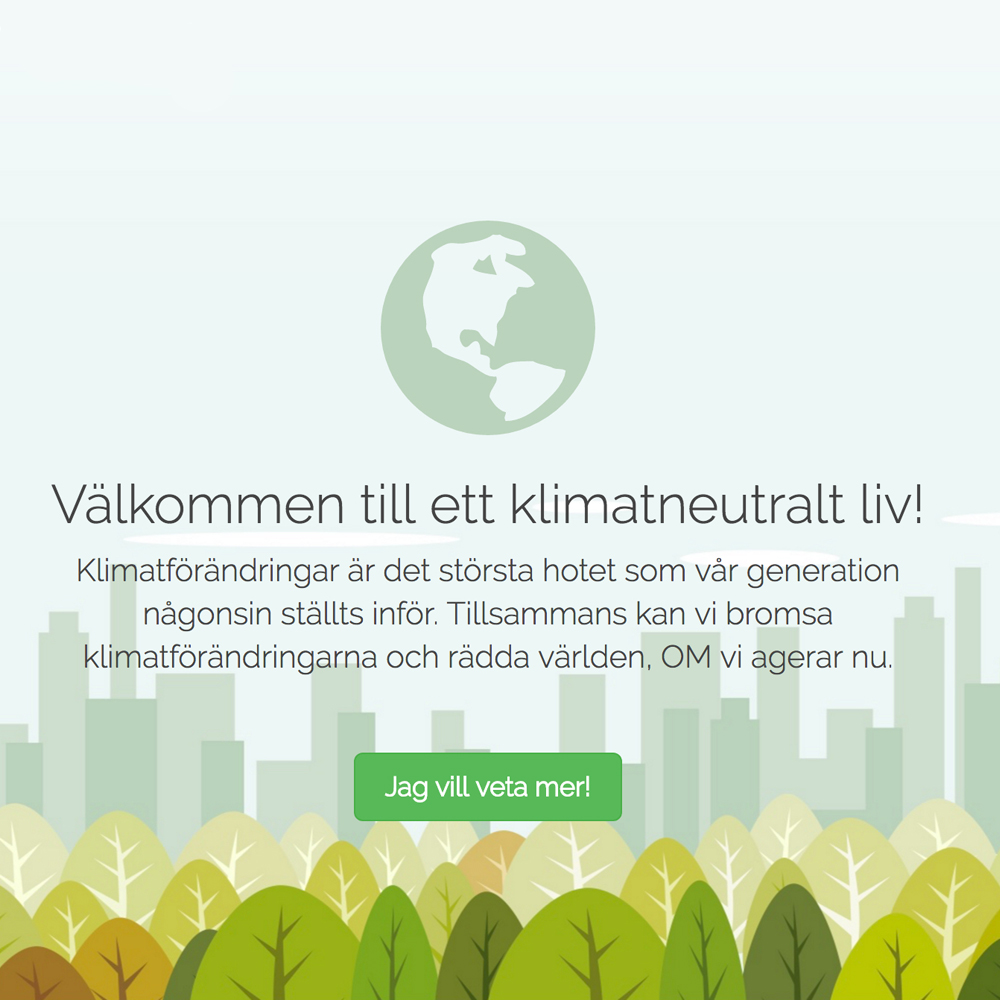 Välkommen till ett klimatneutralt liv!
Klimatförändringar är det största hotet som vår generation
någonsin ställts inför. Tillsammans kan vi bromsa
klimatförändringarna och rädda världen, OM vi agerar nu.
Jag vill veta mer!